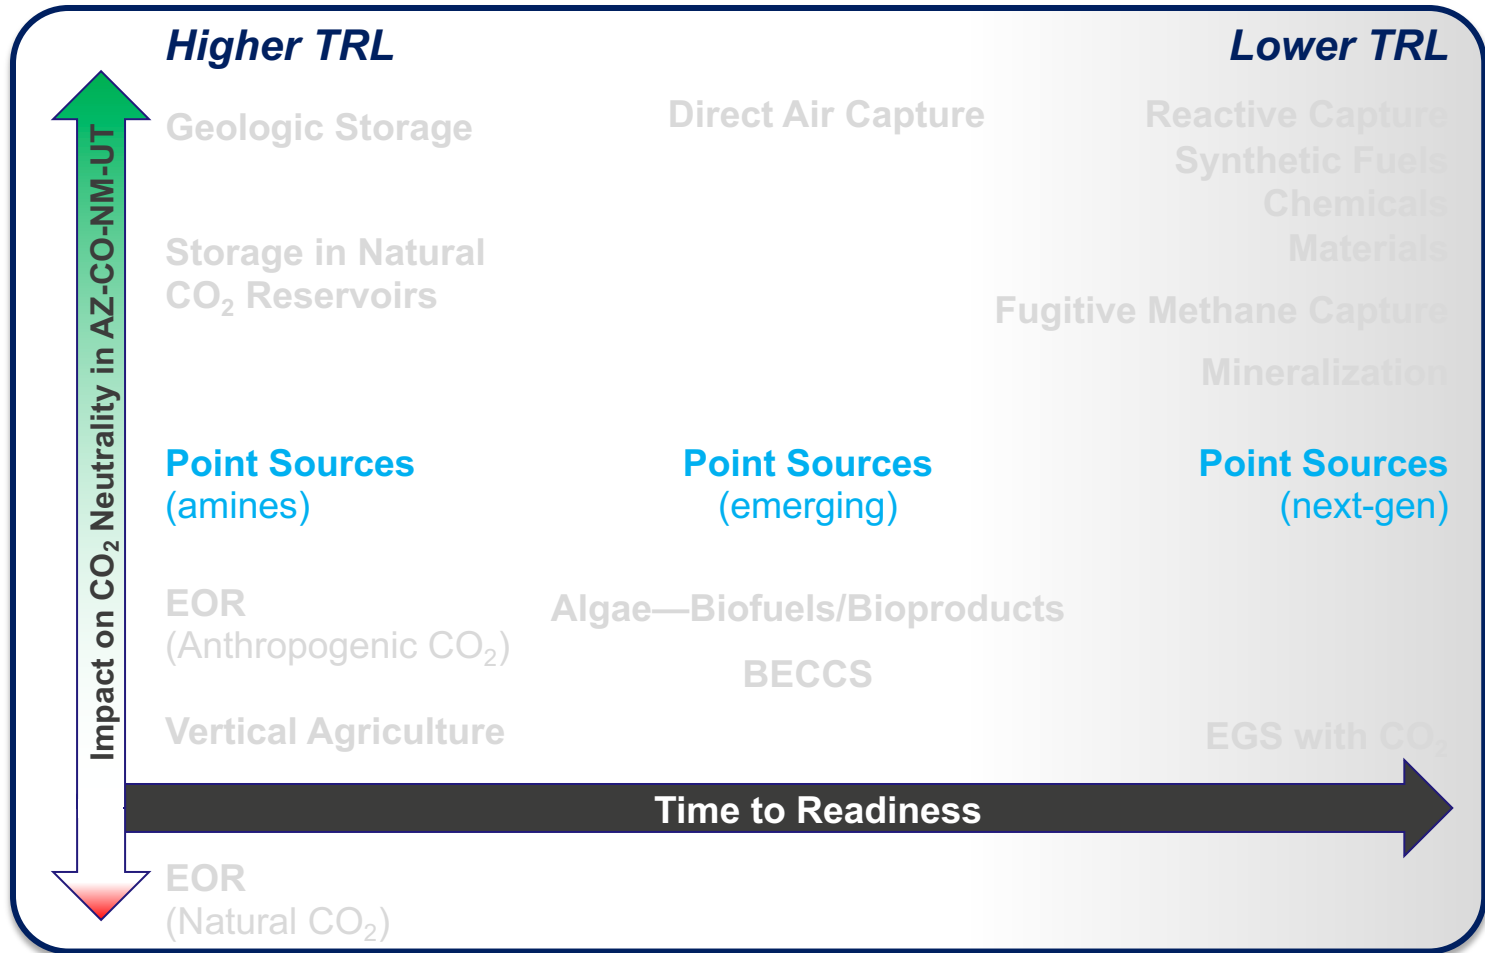 Higher TRL
Lower TRL
Impact on CO₂ Neutrality in AZ-CO-NM-UT
Geologic Storage
Direct Air Capture
Reactive Capture
Synthetic Fuels
Chemicals
Materials
Storage in Natural
CO₂ Reservoirs
Fugitive Methane Capture
Mineralization
Point Sources
(amines)
Point Sources
(emerging)
Point Sources
(next-gen)
EOR
(Anthropogenic CO₂)
Algae—Biofuels/Bioproducts
BECCS
Vertical Agriculture
EGS with CO₂
Time to Readiness
EOR
(Natural CO₂)